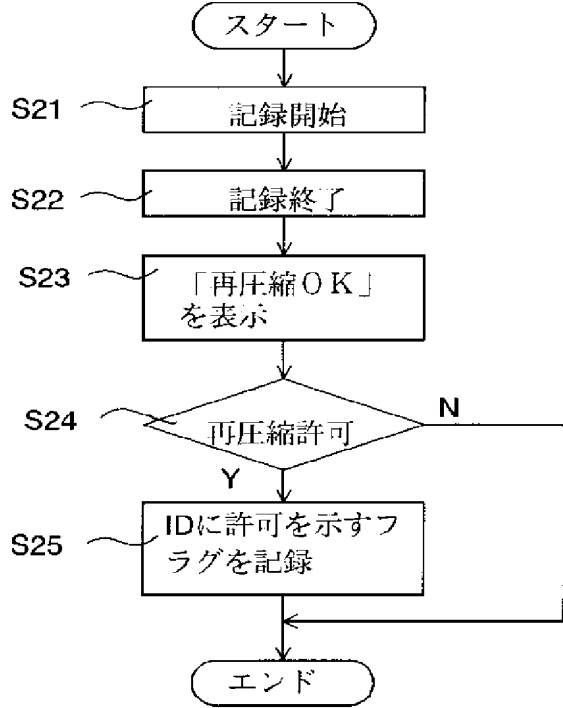 スタート
S21
記録開始
S22
記録終了
S23
「再圧縮OK」
を表示
S24
再圧縮許可
N
Y
S25
IDに許可を示すフ
ラグを記録
エンド